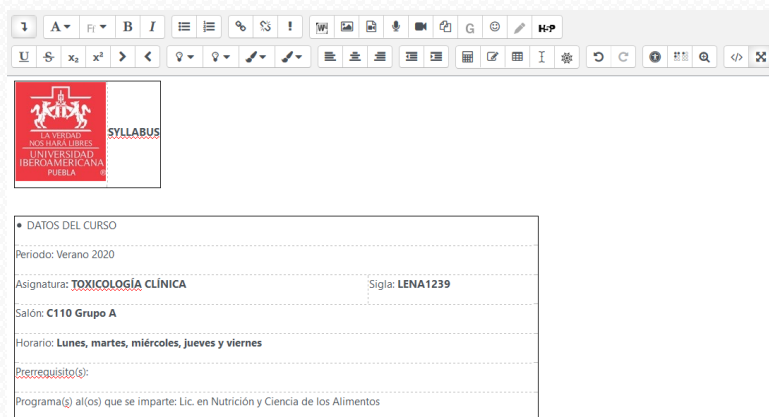 SYLLABUS
LA VERDAD
NOS HARÁ LIBRES
UNIVERSIDAD
IBEROAMERICANA
PUEBLA ®
DATOS DEL CURSO
Periodo: Verano 2020
Asignatura: TOXICOLOGÍA CLÍNICA
Sigla: LENA1239
Salón: C110 Grupo A
Horario: Lunes, martes, miércoles, jueves y viernes
Prerrequisito(s):
Programa(s) al(os) que se imparte: Lic. en Nutrición y Ciencia de los Alimentos